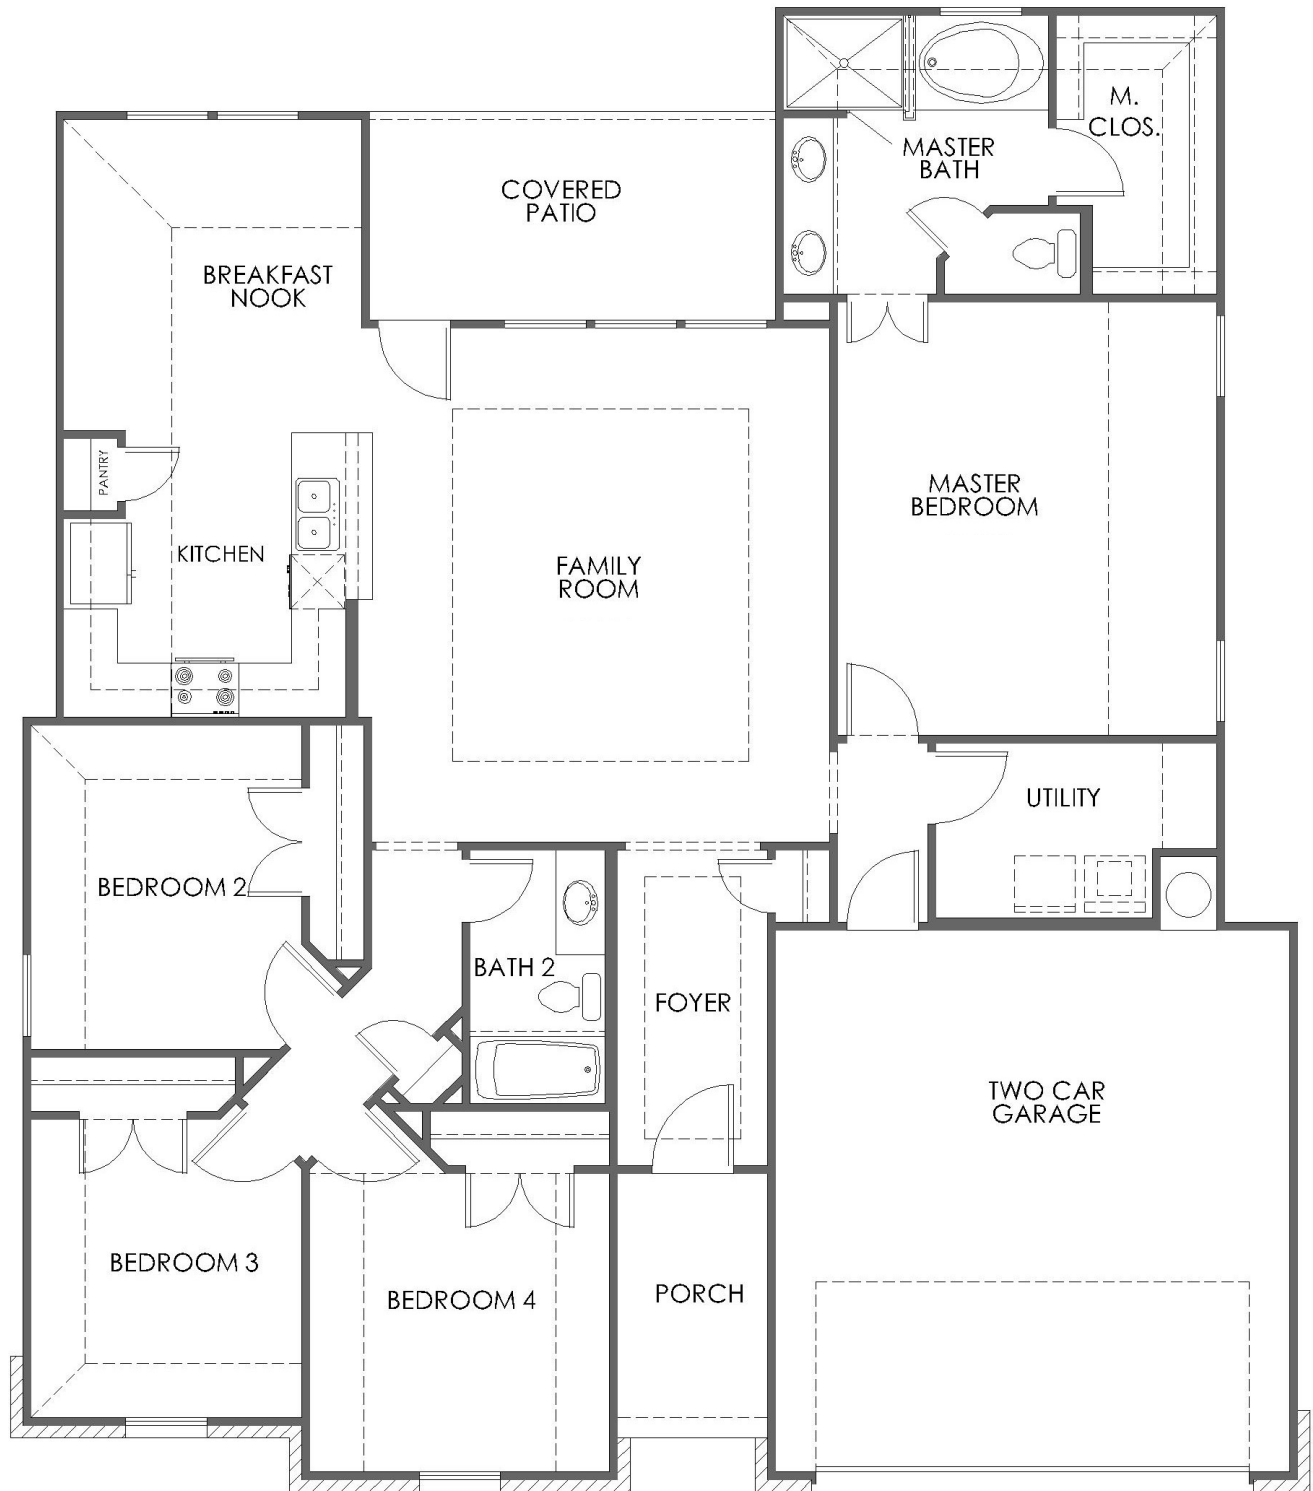 M.
CLOS.
MASTER
BATH
COVERED
PATIO
BREAKFAST
NOOK
PANTRY
MASTER
BEDROOM
KITCHEN
FAMILY
ROOM
UTILITY
BEDROOM 2
BATH 2
FOYER
TWO CAR
GARAGE
BEDROOM 3
BEDROOM 4
PORCH